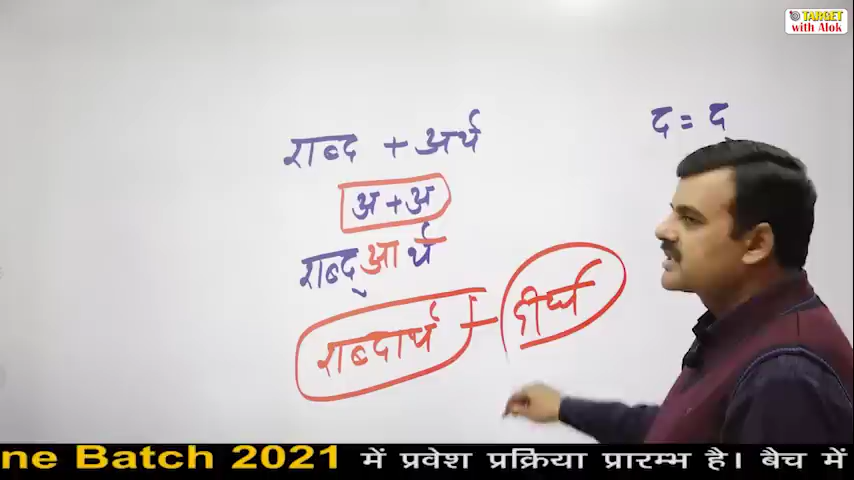 TARGET
with Alok
शब्द + अर्थ
द = द
अ + अ
शब्द् आ र्थ
शब्दार्थ - दीर्घ
ne Batch 2021 में प्रवेश प्रक्रिया प्रारम्भ है। बैच में